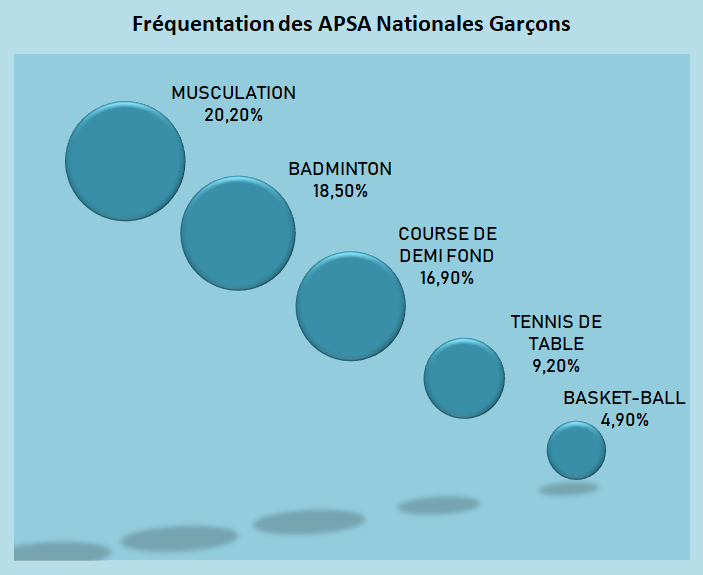 Fréquentation des APSA Nationales Garçons
MUSCULATION
20,20%
BADMINTON
18,50%
COURSE DE
DEMI FOND
16,90%
TENNIS DE
TABLE
9,20%
BASKET-BALL
4,90%